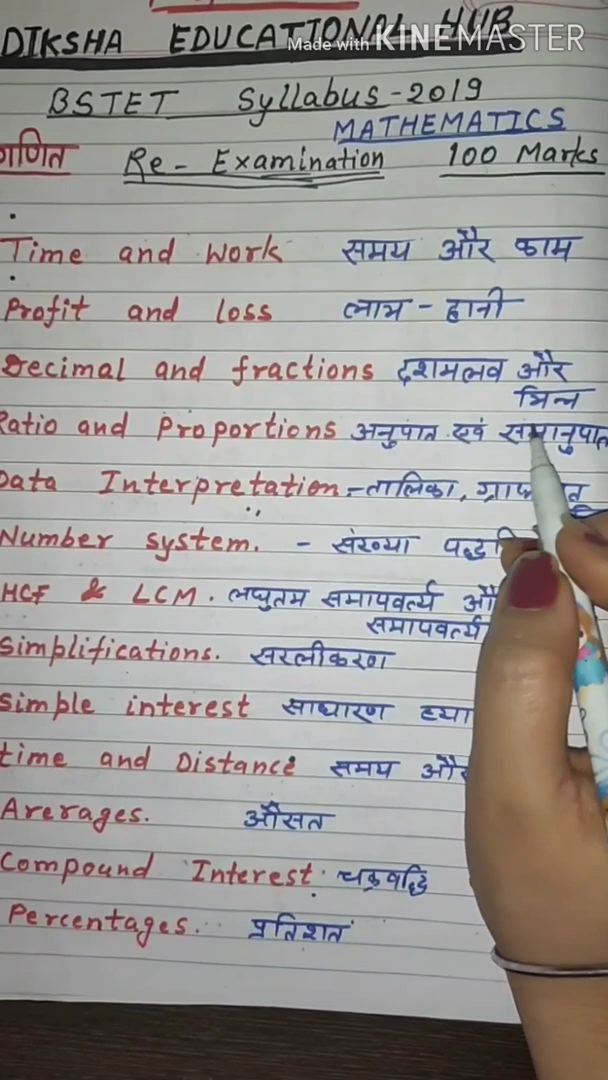 DIKSHA EDUCATIONAL HUB
Made with KINEMASTER
BSTET Syllabus-2019
MATHEMATICS
गणित Re-Examination 100 Marks
Time and work समय और काम
Profit and loss लाभ-हानी
Decimal and fractions दशमलव और
भिन्न
Ratio and Proportions अनुपात एवं समानुपात
Data Interpretation.-तालिका,
Number system. - संख्या
HCF & LCM. लघुतम समापवर्त्य
समापवर्त्य
Simplifications. सरलीकरण
Simple interest साधारण
time and Distance समय और
Averages. औसत
Compound Interest. चक्रवृद्धि
Percentages. प्रतिशत